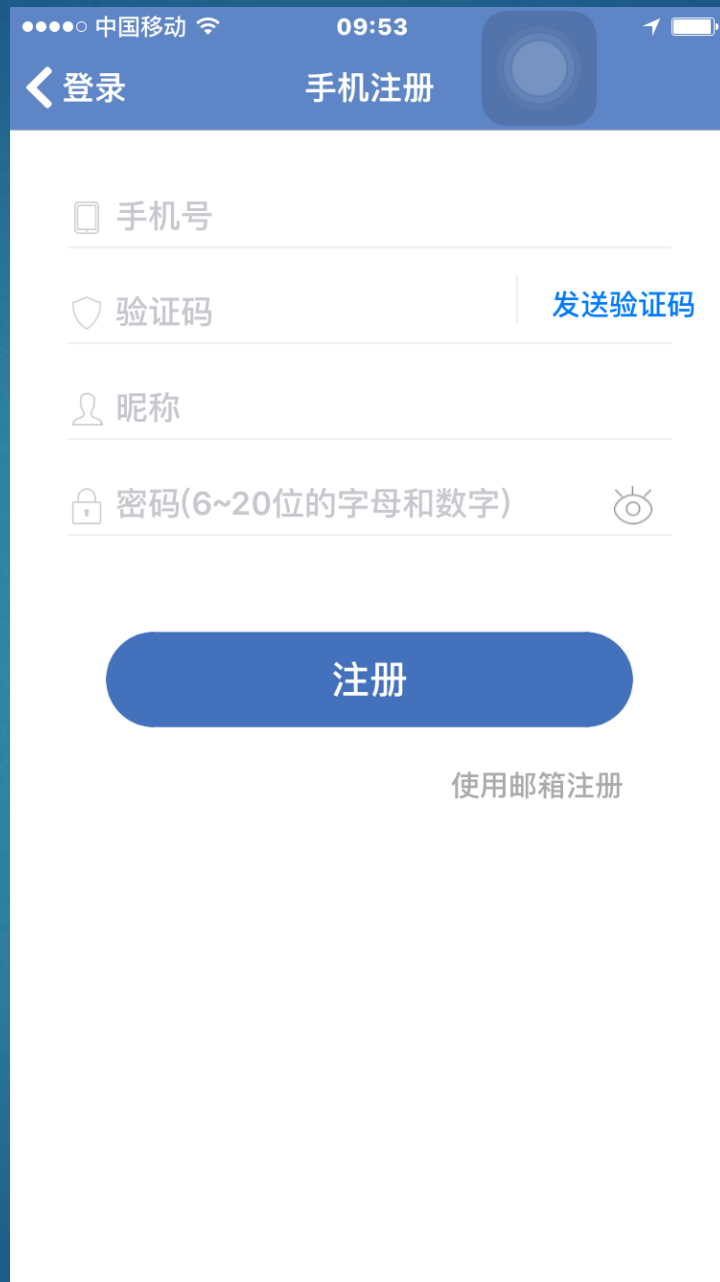 中国移动 09:53
登录 手机注册
手机号
验证码 发送验证码
昵称
密码(6~20位的字母和数字)
注册
使用邮箱注册